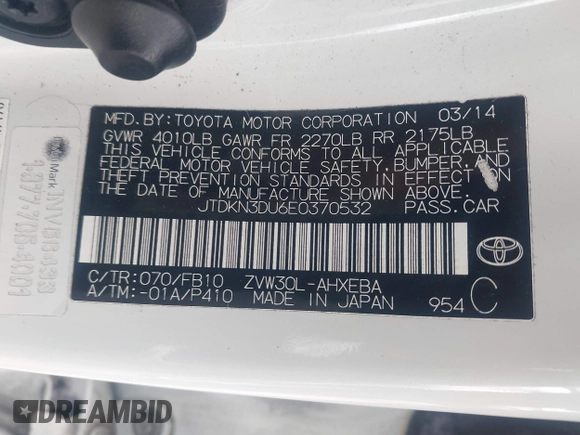 MFD.BY:TOYOTA MOTOR CORPORATION 03/14
GVWR 4010LB GAWR FR 2270LB RR 2175LB
THIS VEHICLE CONFORMS TO ALL APPLICABLE
FEDERAL MOTOR VEHICLE SAFETY, BUMPER, AND
THEFT PREVENTION STANDARDS IN EFFECT ON THE
DATE OF MANUFACTURE SHOWN ABOVE.
JTDKN3DU6E0370532 PASS.CAR
C/TR:070/FB10 ZVW30L-AHXEBA
A/TM:-01A/P410 MADE IN JAPAN 954 C
TOYOTA
DREAMBID